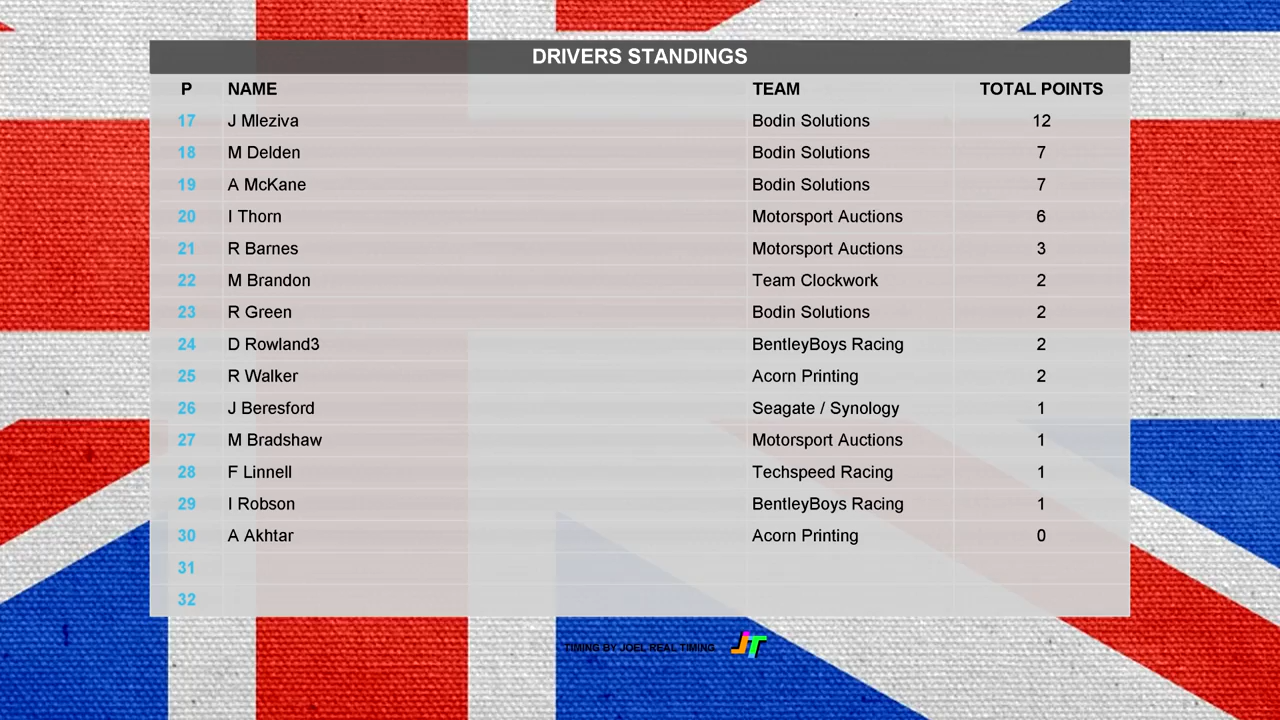 DRIVERS STANDINGS
P NAME TEAM TOTAL POINTS
17 J Mleziva Bodin Solutions 12
18 M Delden Bodin Solutions 7
19 A McKane Bodin Solutions 7
20 I Thorn Motorsport Auctions 6
21 R Barnes Motorsport Auctions 3
22 M Brandon Team Clockwork 2
23 R Green Bodin Solutions 2
24 D Rowland3 BentleyBoys Racing 2
25 R Walker Acorn Printing 2
26 J Beresford Seagate / Synology 1
27 M Bradshaw Motorsport Auctions 1
28 F Linnell Techspeed Racing 1
29 I Robson BentleyBoys Racing 1
30 A Akhtar Acorn Printing 0
31
32
TIMING BY JOEL REAL TIMING JT